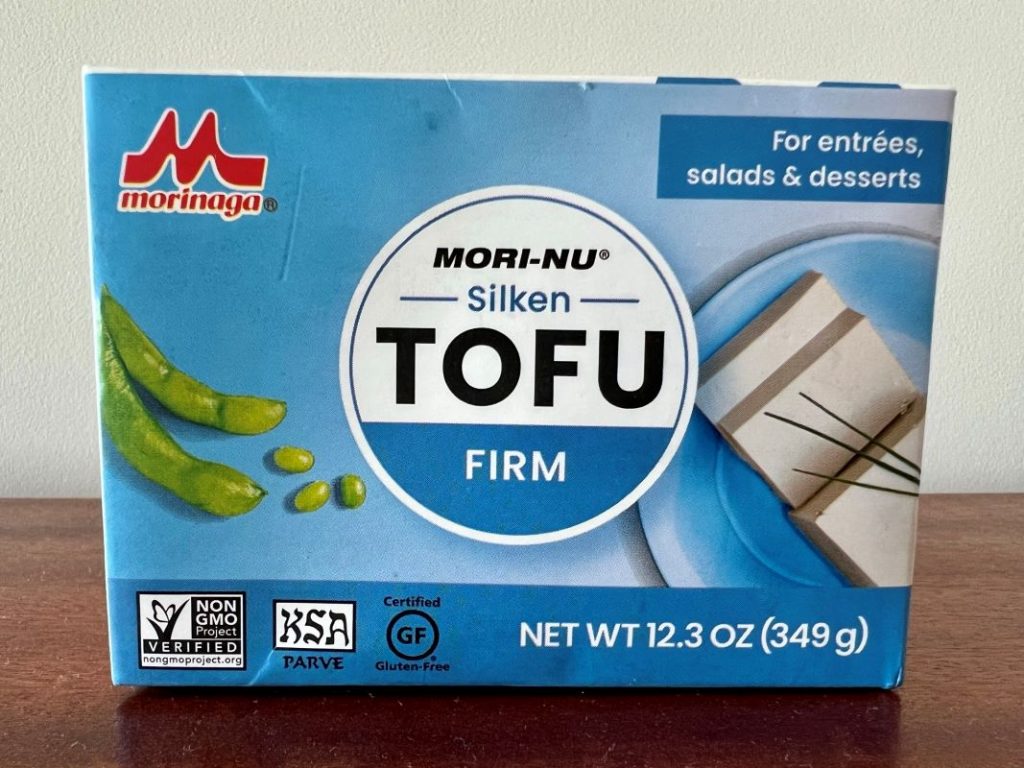 morinaga®
For entrées,
salads & desserts
MORI-NU®
Silken
TOFU
FIRM
NON
GMO
Project
VERIFIED
nongmoproject.org
KSA
PARVE
Certified
GF
Gluten-Free
NET WT 12.3 OZ (349 g)